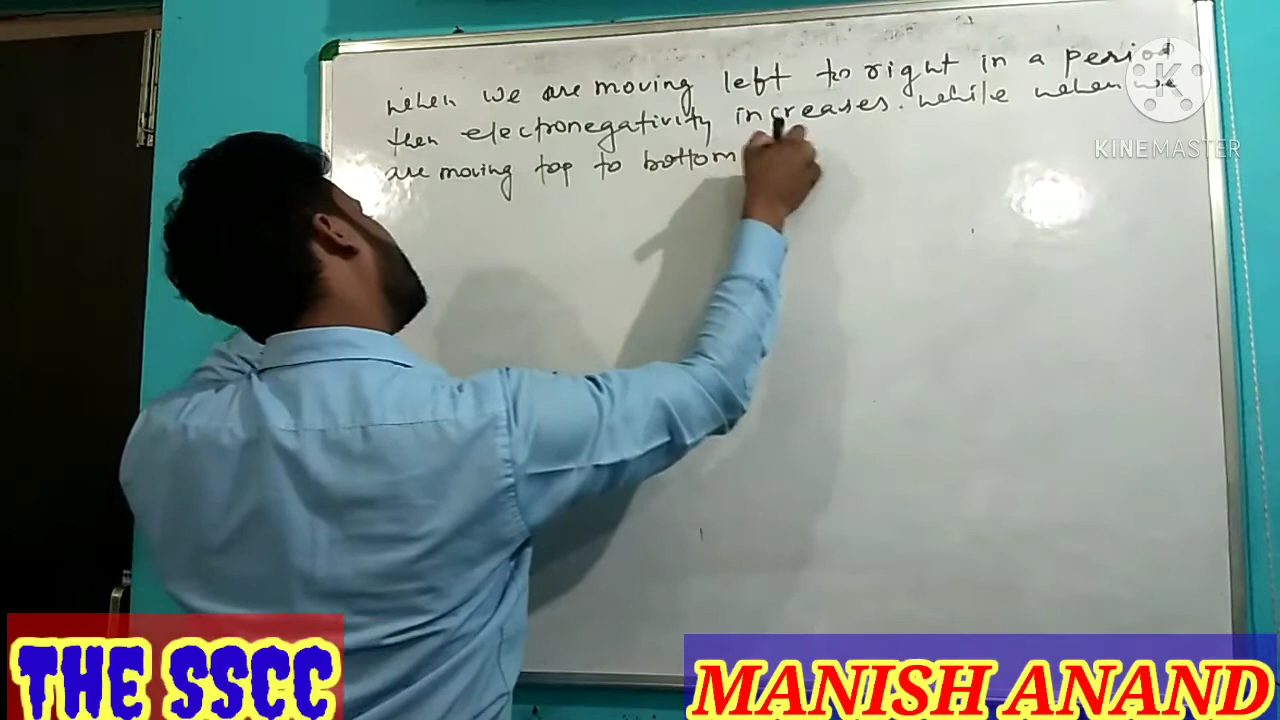 when we are moving left to right in a period
then electronegativity increases. while when we
are moving top to bottom
KINEMASTER
THE SSCC
MANISH ANAND